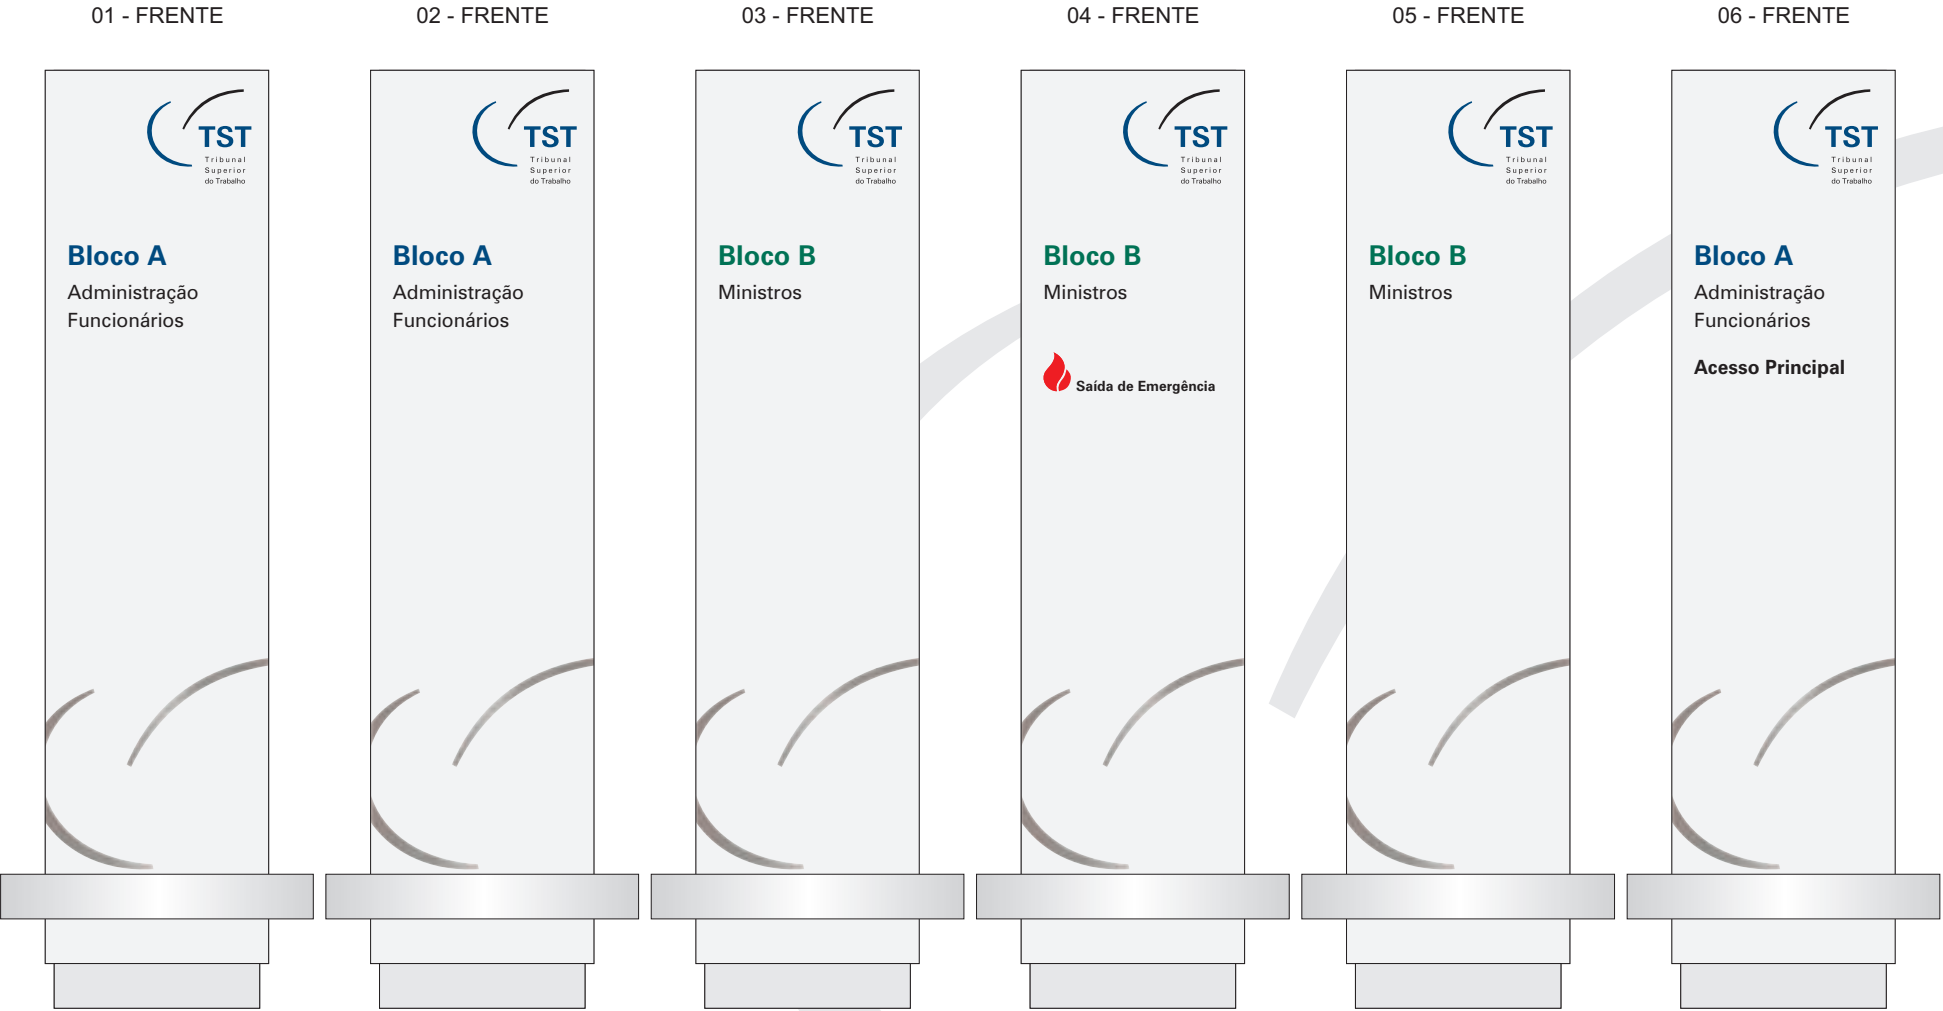 01 - FRENTE
02 - FRENTE
03 - FRENTE
04 - FRENTE
05 - FRENTE
06 - FRENTE
TST
Tribunal
Superior
do Trabalho
Bloco A
Administração
Funcionários
TST
Tribunal
Superior
do Trabalho
Bloco A
Administração
Funcionários
TST
Tribunal
Superior
do Trabalho
Bloco B
Ministros
TST
Tribunal
Superior
do Trabalho
Bloco B
Ministros
Saída de Emergência
TST
Tribunal
Superior
do Trabalho
Bloco B
Ministros
TST
Tribunal
Superior
do Trabalho
Bloco A
Administração
Funcionários
Acesso Principal